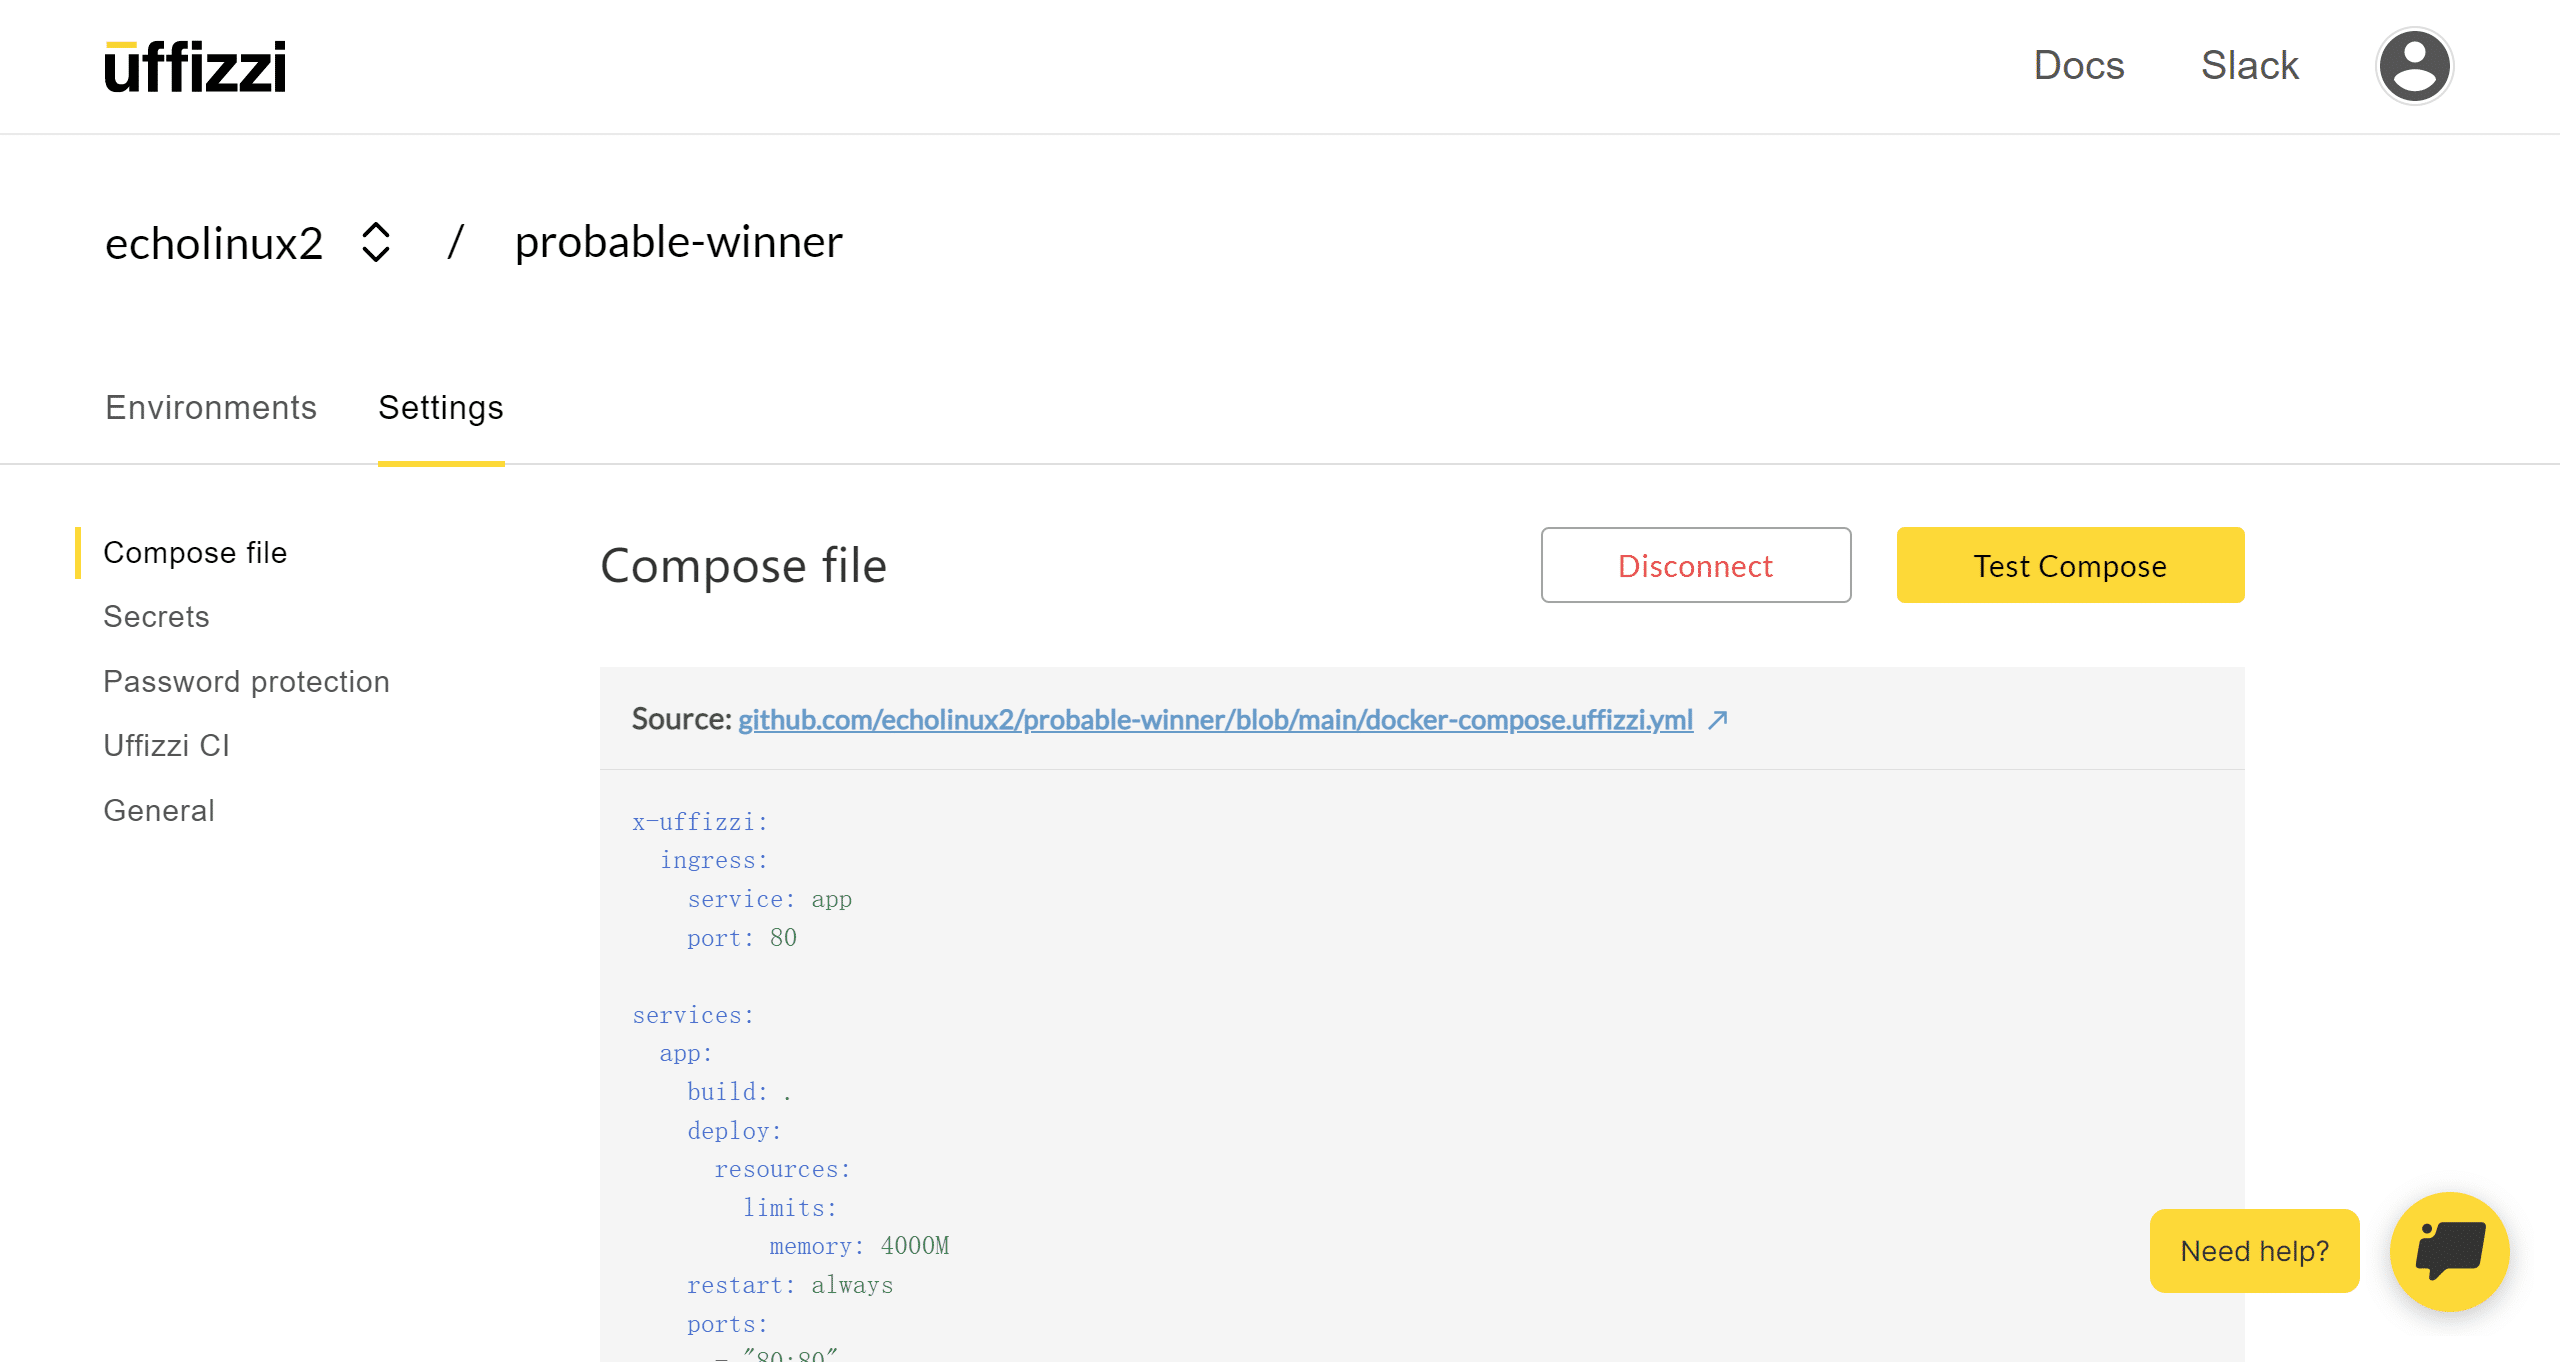 uffizzi
Docs
Slack
echolinux2
/
probable-winner
Environments
Settings
Compose file
Secrets
Password protection
Uffizzi CI
General
Compose file
Disconnect
Test Compose
Source: github.com/echolinux2/probable-winner/blob/main/docker-compose.uffizzi.yml
x-uffizzi:
  ingress:
    service: app
    port: 80
services:
  app:
    build: .
    deploy:
      resources:
        limits:
          memory: 4000M
    restart: always
    ports:
      - "80:80"
Need help?